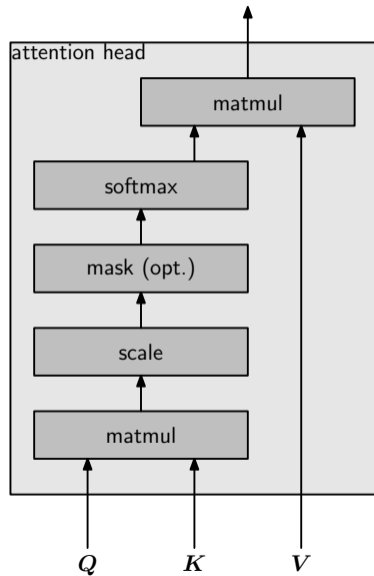 attention head
matmul
softmax
mask (opt.)
scale
matmul
Q K V